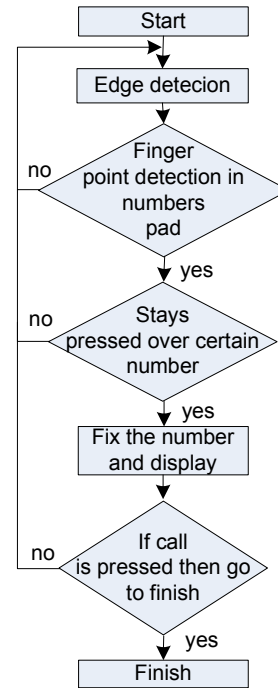 Start
Edge detecion
Finger
point detection in
numbers
pad
no
yes
Stays
pressed over certain
number
no
yes
Fix the number
and display
If call
is pressed then go
to finish
no
yes
Finish